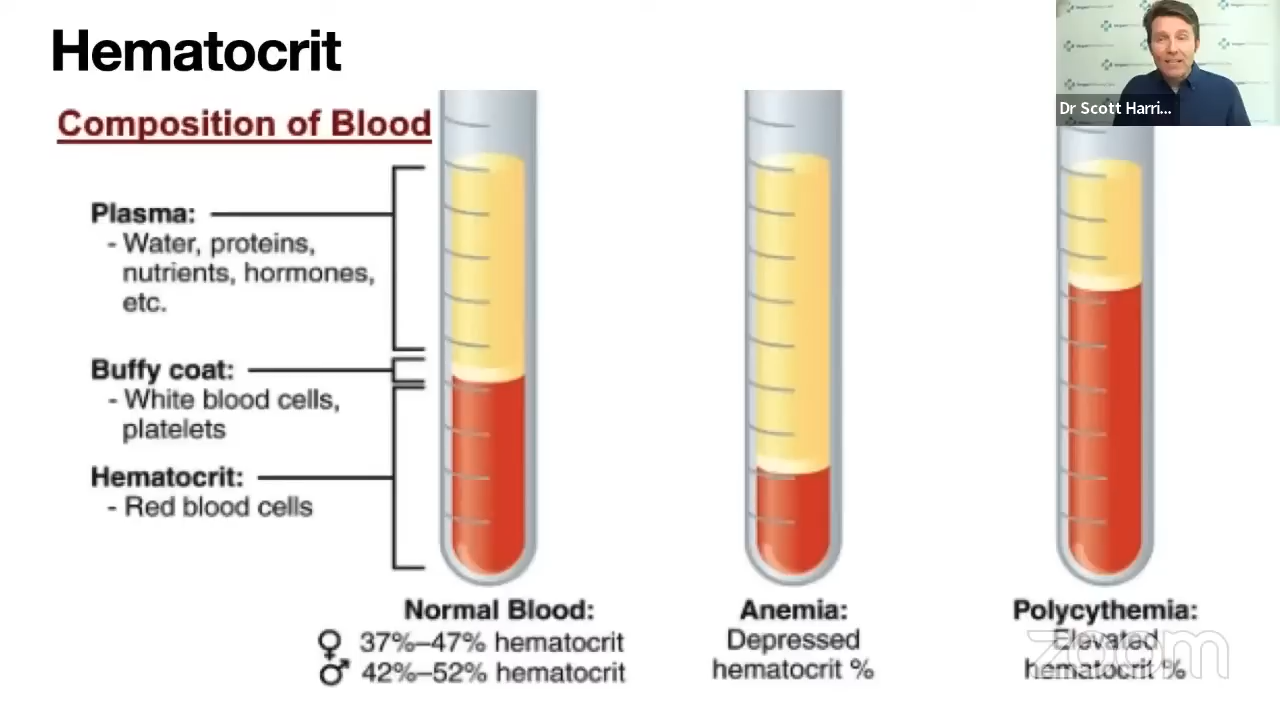 Hematocrit
Composition of Blood
Dr Scott Harri...
Plasma:
- Water, proteins,
nutrients, hormones,
etc.
Buffy coat:
- White blood cells,
platelets
Hematocrit:
- Red blood cells
Normal Blood:
♀ 37%–47% hematocrit
♂ 42%–52% hematocrit
Anemia:
Depressed
hematocrit %
Polycythemia:
Elevated
hematocrit %
zoom